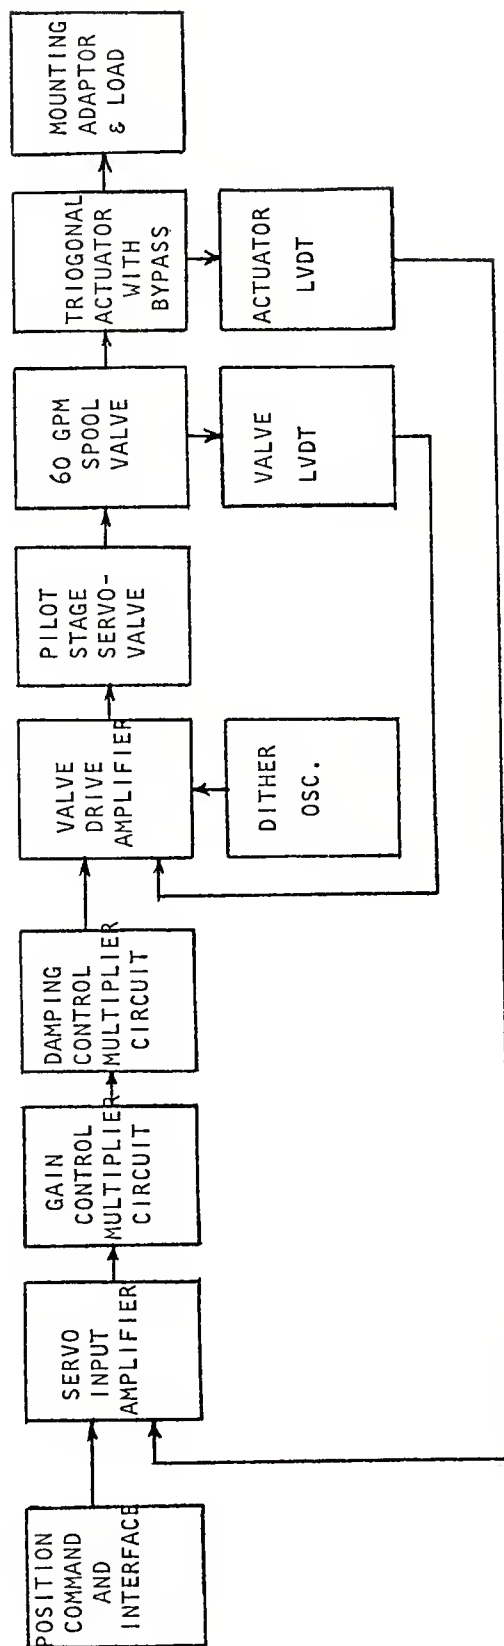 POSITION
COMMAND
AND
INTERFACE
SERVO
INPUT
AMPLIFIER
GAIN
CONTROL
MULTIPLIER
CIRCUIT
DAMPING
CONTROL
MULTIPLIER
CIRCUIT
VALVE
DRIVE
AMPLIFIER
PILOT
STAGE
SERVO-
VALVE
60 GPM
SPOOL
VALVE
TRIOGONAL
ACTUATOR
WITH
BYPASS
MOUNTING
ADAPTOR
& LOAD
DITHER
OSC.
VALVE
LVDT
ACTUATOR
LVDT